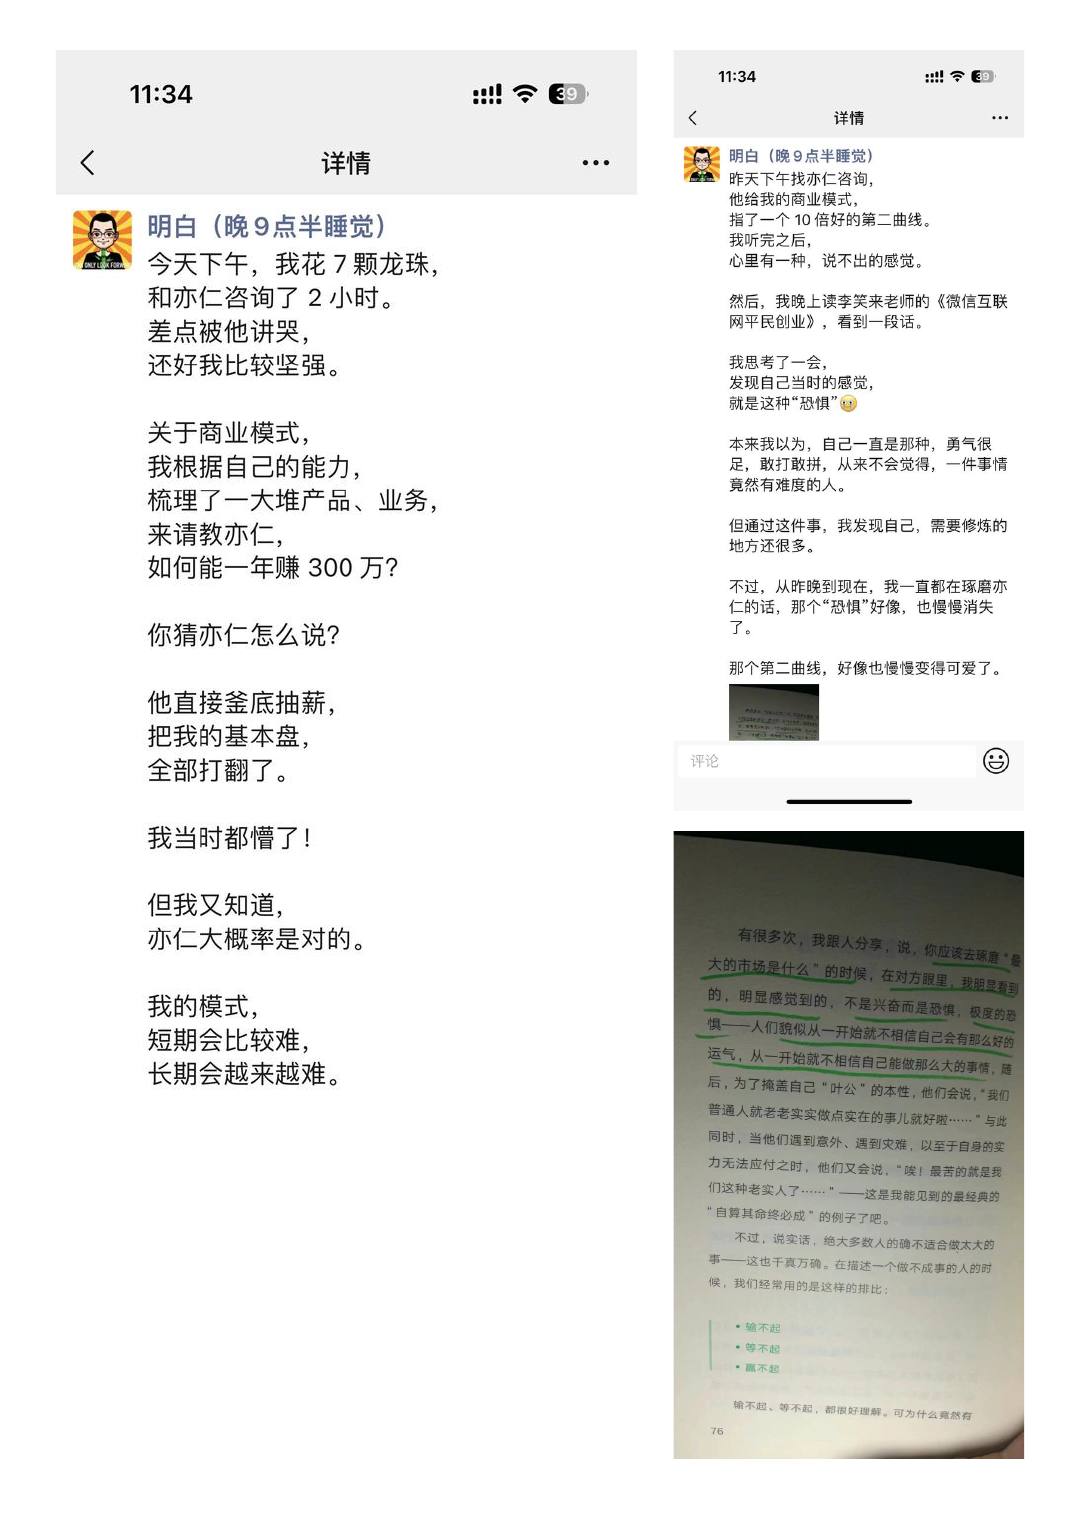 11:34
39
详情
明白（晚9点半睡觉）
今天下午，我花 7 颗龙珠，
和亦仁咨询了 2 小时。
差点被他讲哭，
还好我比较坚强。
关于商业模式，
我根据自己的能力，
梳理了一大堆产品、业务，
来请教亦仁，
如何能一年赚 300 万？
你猜亦仁怎么说？
他直接釜底抽薪，
把我的基本盘，
全部打翻了。
我当时都懵了！
但我又知道，
亦仁大概率是对的。
我的模式，
短期会比较难，
长期会越来越难。
11:34
39
详情
明白（晚9点半睡觉）
昨天下午找亦仁咨询，
他给我的商业模式，
指了一个 10 倍好的第二曲线。
我听完之后，
心里有一种，说不出的感觉。
然后，我晚上读李笑来老师的《微信互联
网平民创业》，看到一段话。
我思考了一会，
发现自己当时的感觉，
就是这种“恐惧”
本来我以为，自己一直是那种，勇气很
足，敢打敢拼，从来不会觉得，一件事情
竟然有难度的人。
但通过这件事，我发现自己，需要修炼的
地方还很多。
不过，从昨晚到现在，我一直都在琢磨亦
仁的话，那个“恐惧”好像，也慢慢消失
了。
那个第二曲线，好像也慢慢变得可爱了。
评论
有很多次，我跟人分享，说，你应该去琢磨“最
大的市场是什么”的时候，在对方眼里，我明显看到
的，明显感觉到的，不是兴奋而是恐惧，极度的恐
惧——人们貌似从一开始就不相信自己会有那么好的
运气，从一开始就不相信自己能做那么大的事情，随
后，为了掩盖自己“叶公”的本性，他们会说，“我们
普通人就老老实实做点实在的事儿就好啦……”与此
同时，当他们遇到意外、遇到灾难，以至于自身的实
力无法应付之时，他们又会说，“唉！最苦的就是我
们这种老实人了……”——这是我能见到的最经典的
“自算其命终必成”的例子了吧。
不过，说实话，绝大多数人的确不适合做太大的
事——这也千真万确。在描述一个做不成事的人的时
候，我们经常用的是这样的排比：
• 输不起
• 等不起
• 赢不起
输不起、等不起，都很好理解。可为什么竟然有
76